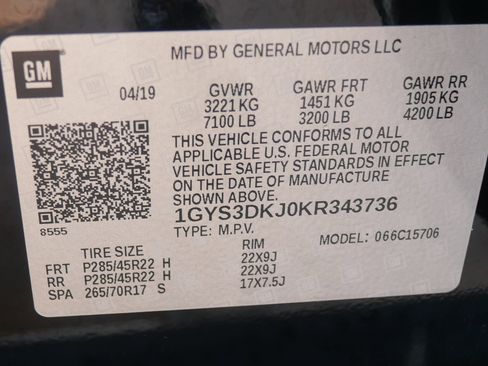 GM
MFD BY GENERAL MOTORS LLC
04/19 GVWR GAWR FRT GAWR RR
3221 KG 1451 KG 1905 KG
7100 LB 3200 LB 4200 LB
THIS VEHICLE CONFORMS TO ALL
APPLICABLE U.S. FEDERAL MOTOR
VEHICLE SAFETY STANDARDS IN EFFECT
ON THE DATE OF MANUFACTURE
SHOWN ABOVE.
8555 1GYS3DKJ0KR343736
TYPE: M.P.V. MODEL: 066C15706
TIRE SIZE RIM
FRT P285/45R22 H 22X9J
RR P285/45R22 H 22X9J
SPA 265/70R17 S 17X7.5J